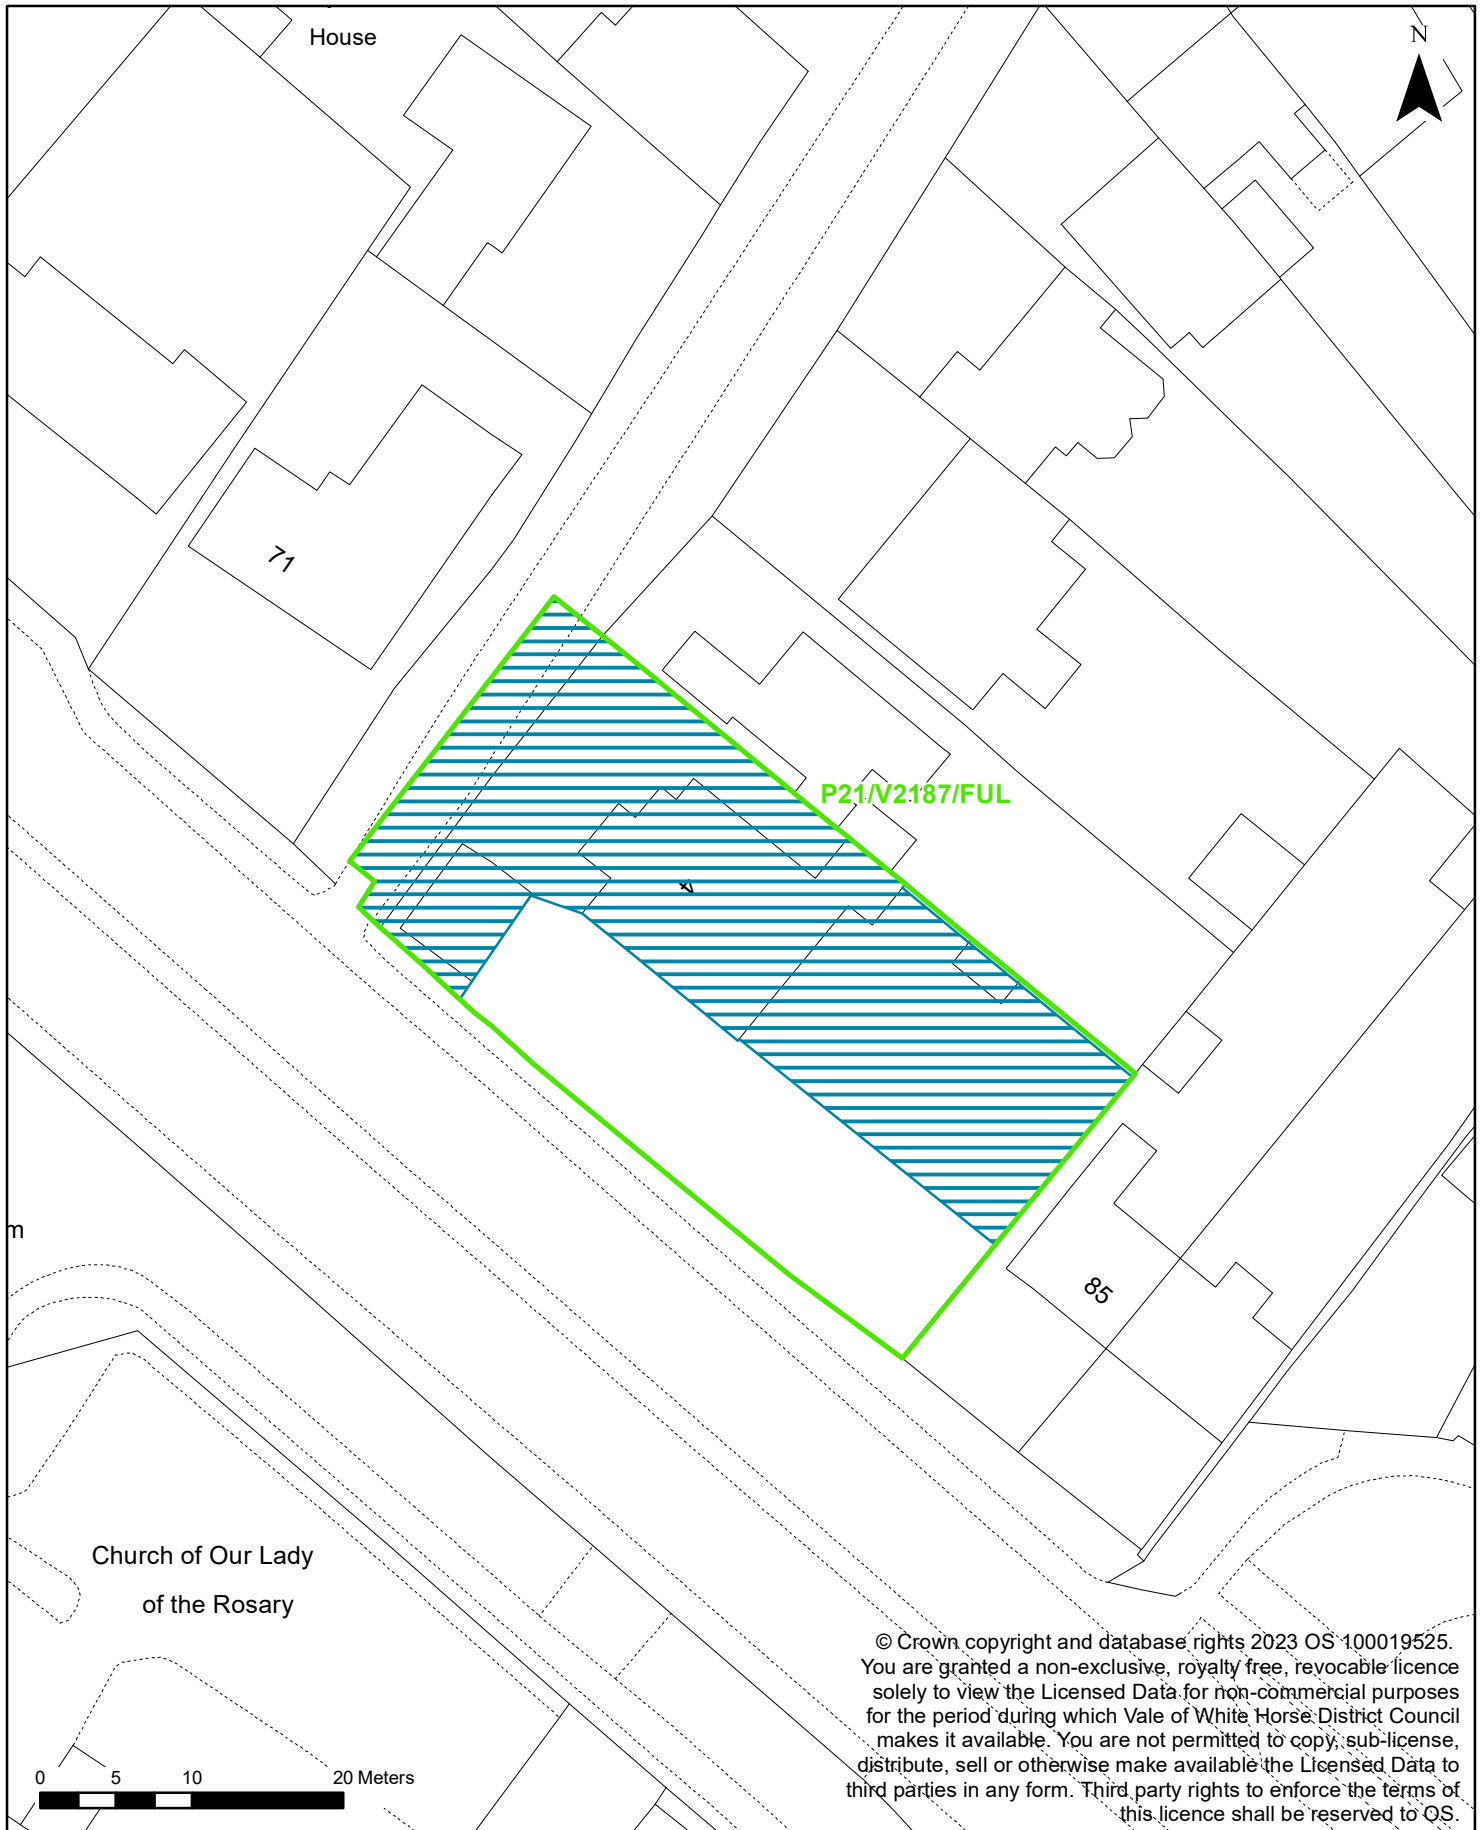 House
N
71
P21/V2187/FUL
4
m
85
Church of Our Lady
of the Rosary
© Crown copyright and database rights 2023 OS 100019525.
You are granted a non-exclusive, royalty free, revocable licence
solely to view the Licensed Data for non-commercial purposes
for the period during which Vale of White Horse District Council
makes it available. You are not permitted to copy, sub-license,
distribute, sell or otherwise make available the Licensed Data to
third parties in any form. Third party rights to enforce the terms of
this licence shall be reserved to OS.
0 5 10 20 Meters